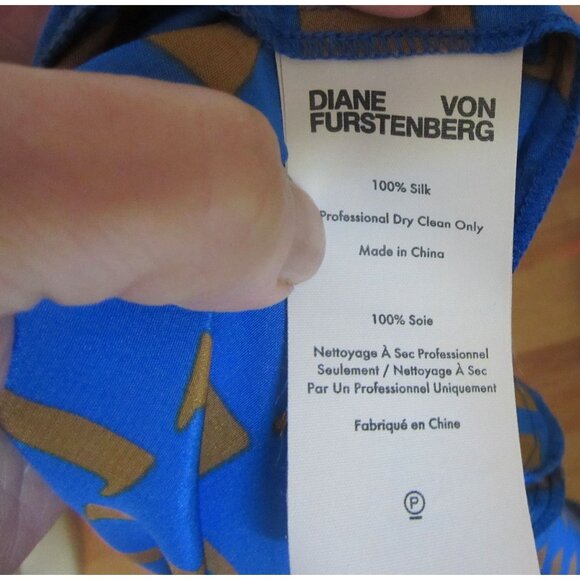 DIANE VON
FURSTENBERG
100% Silk
Professional Dry Clean Only
Made in China
100% Soie
Nettoyage À Sec Professionnel
Seulement / Nettoyage À Sec
Par Un Professionnel Uniquement
Fabriqué en Chine
P